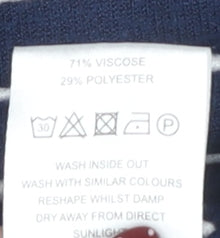 71% VISCOSE
29% POLYESTER
30 P
WASH INSIDE OUT
WASH WITH SIMILAR COLOURS
RESHAPE WHILST DAMP
DRY AWAY FROM DIRECT
SUNLIGHT